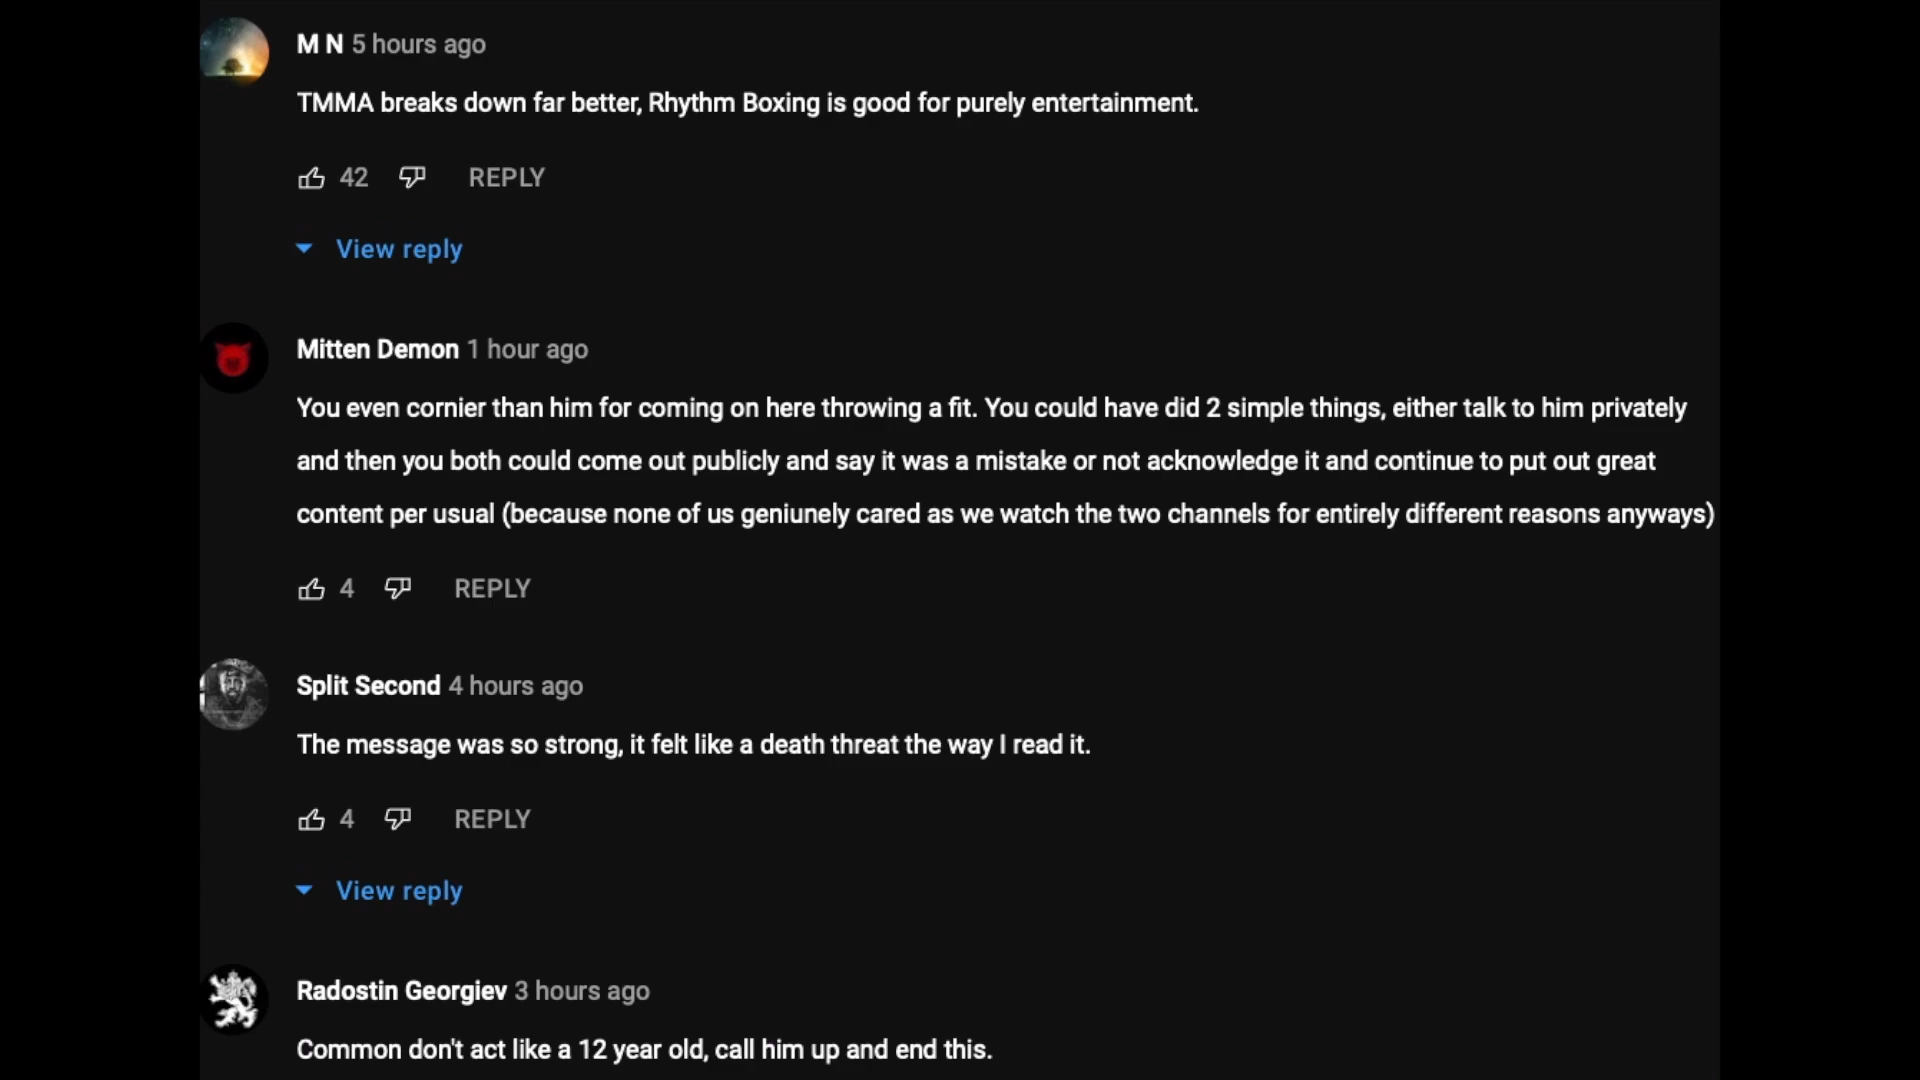 M N 5 hours ago
TMMA breaks down far better, Rhythm Boxing is good for purely entertainment.
42 REPLY
View reply
Mitten Demon 1 hour ago
You even cornier than him for coming on here throwing a fit. You could have did 2 simple things, either talk to him privately
and then you both could come out publicly and say it was a mistake or not acknowledge it and continue to put out great
content per usual (because none of us geniunely cared as we watch the two channels for entirely different reasons anyways)
4 REPLY
Split Second 4 hours ago
The message was so strong, it felt like a death threat the way I read it.
4 REPLY
View reply
Radostin Georgiev 3 hours ago
Common don't act like a 12 year old, call him up and end this.